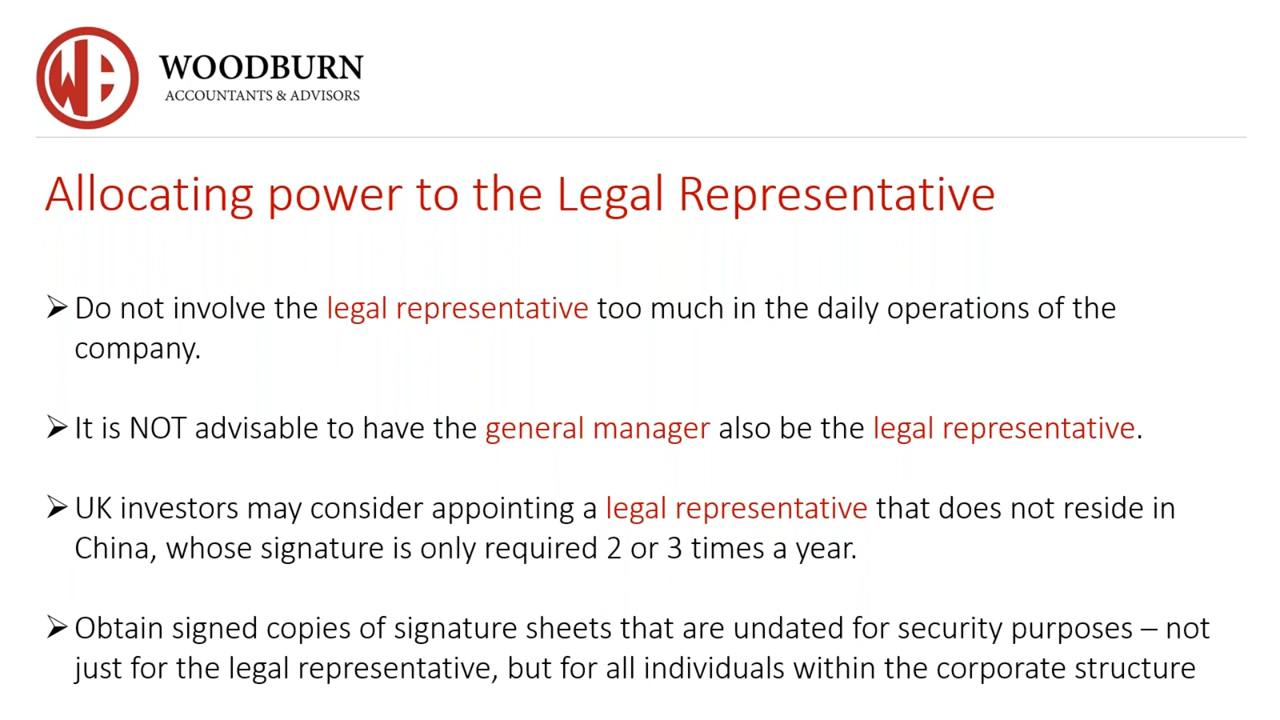 WOODBURN
ACCOUNTANTS & ADVISORS
Allocating power to the Legal Representative
➢ Do not involve the legal representative too much in the daily operations of the
company.
➢ It is NOT advisable to have the general manager also be the legal representative.
➢ UK investors may consider appointing a legal representative that does not reside in
China, whose signature is only required 2 or 3 times a year.
➢ Obtain signed copies of signature sheets that are undated for security purposes – not
just for the legal representative, but for all individuals within the corporate structure